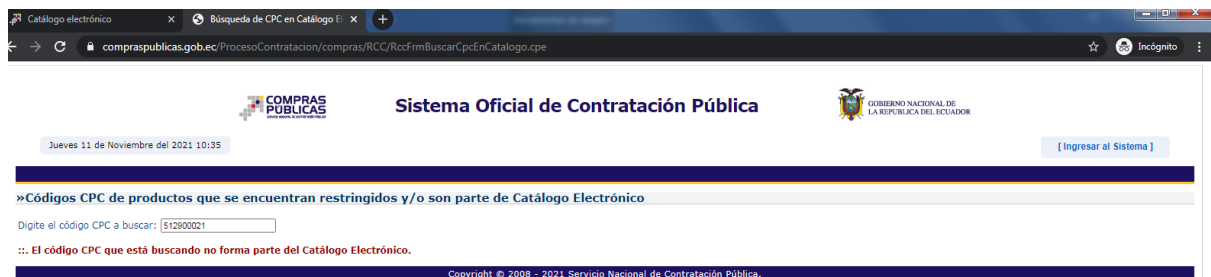 Catálogo electrónico
Búsqueda de CPC en Catálogo El
compraspublicas.gob.ec/ProcesoContratacion/compras/RCC/RccFrmBuscarCpcEnCatalogo.cpe
Incógnito
COMPRAS
PÚBLICAS
Sistema Oficial de Contratación Pública
GOBIERNO NACIONAL DE
LA REPUBLICA DEL ECUADOR
Jueves 11 de Noviembre del 2021 10:35
[ Ingresar al Sistema ]
»Códigos CPC de productos que se encuentran restringidos y/o son parte de Catálogo Electrónico
Digite el código CPC a buscar: 512900021
::. El código CPC que está buscando no forma parte del Catálogo Electrónico.
Copyright © 2008 - 2021 Servicio Nacional de Contratación Pública.